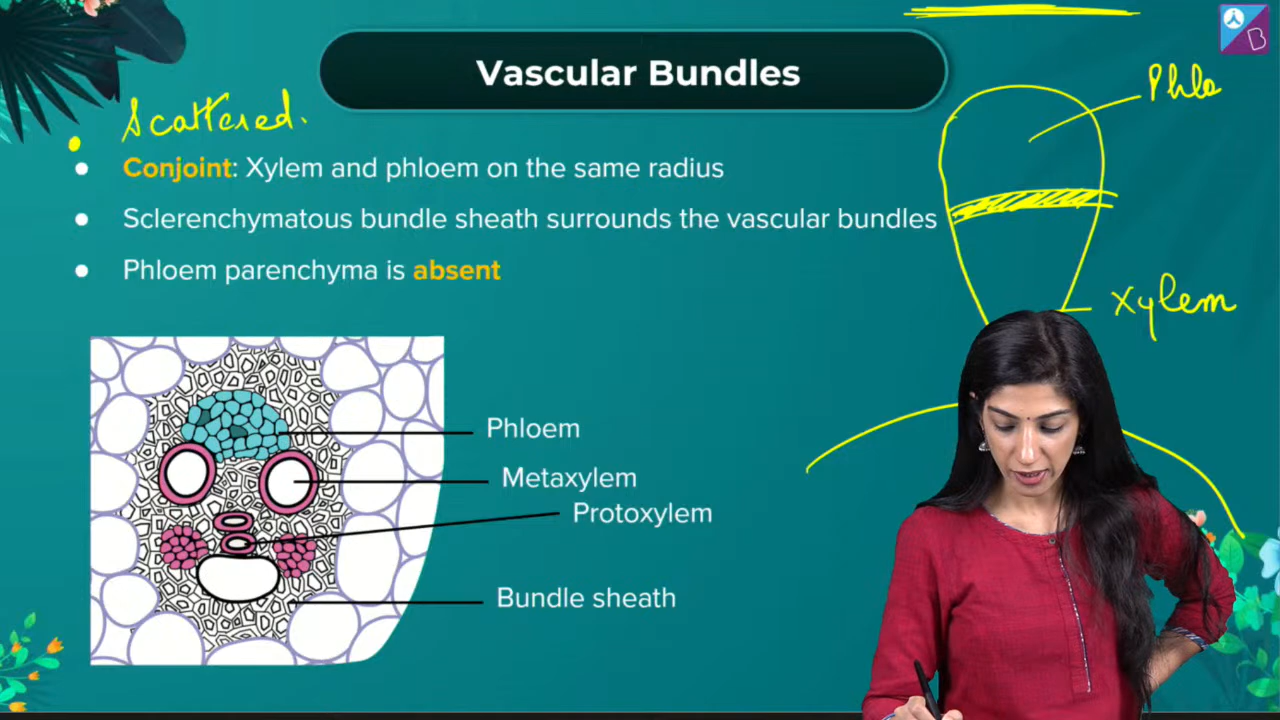 Vascular Bundles
Phlo
• Scattered.
• Conjoint: Xylem and phloem on the same radius
• Sclerenchymatous bundle sheath surrounds the vascular bundles
• Phloem parenchyma is absent
Xylem
Phloem
Metaxylem
Protoxylem
Bundle sheath
B